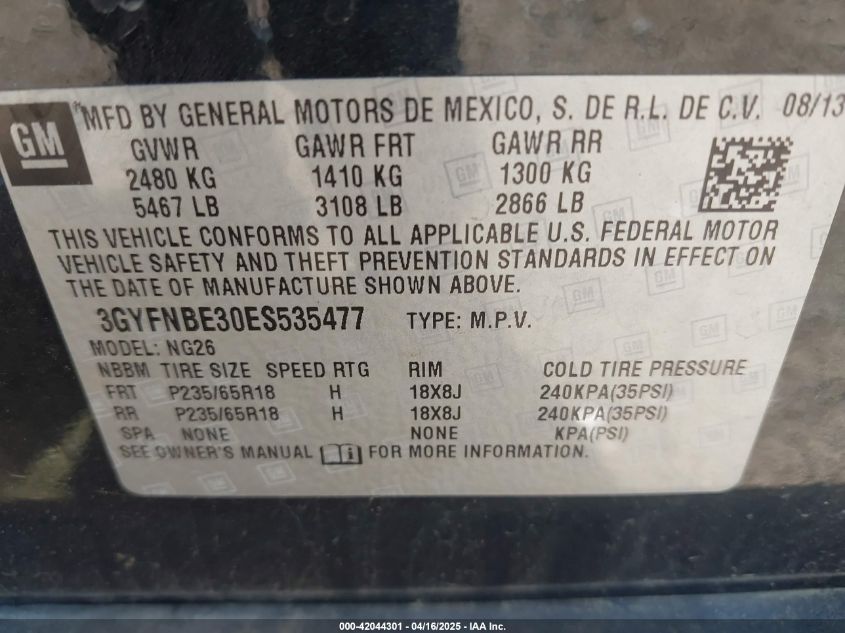 GM
MFD BY GENERAL MOTORS DE MEXICO, S. DE R.L. DE C.V. 08/13
GVWR GAWR FRT GAWR RR
2480 KG 1410 KG 1300 KG
5467 LB 3108 LB 2866 LB
THIS VEHICLE CONFORMS TO ALL APPLICABLE U.S. FEDERAL MOTOR
VEHICLE SAFETY AND THEFT PREVENTION STANDARDS IN EFFECT ON
THE DATE OF MANUFACTURE SHOWN ABOVE.
3GYFNBE30ES535477 TYPE: M.P.V.
MODEL: NG26
NBBM TIRE SIZE SPEED RTG RIM COLD TIRE PRESSURE
FRT P235/65R18 H 18X8J 240KPA(35PSI)
RR P235/65R18 H 18X8J 240KPA(35PSI)
SPA NONE NONE KPA(PSI)
SEE OWNER'S MANUAL FOR MORE INFORMATION.
000-42044301 - 04/16/2025 - IAA Inc.